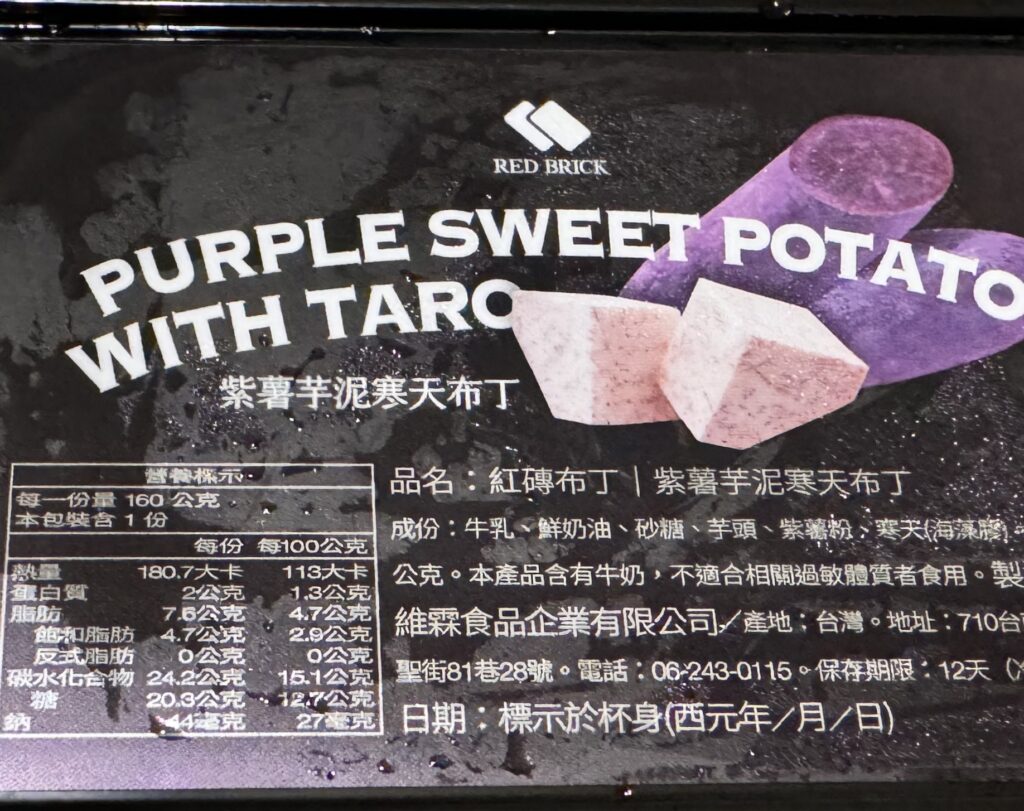 RED BRICK
PURPLE SWEET POTATO
WITH TARO
紫薯芋泥寒天布丁
營養標示
每一份量 160 公克
本包裝含 1 份
每份 每100公克
熱量 180.7大卡 113大卡
蛋白質 2公克 1.3公克
脂肪 7.6公克 4.7公克
飽和脂肪 4.7公克 2.9公克
反式脂肪 0公克 0公克
碳水化合物 24.2公克 15.1公克
糖 20.3公克 12.7公克
鈉 44毫克 27毫克
品名：紅磚布丁｜紫薯芋泥寒天布丁
成份：牛乳、鮮奶油、砂糖、芋頭、紫薯粉、寒天(海藻膠)
公克。本產品含有牛奶，不適合相關過敏體質者食用。製
維霖食品企業有限公司／產地：台灣。地址：710台
聖街81巷28號。電話：06-243-0115。保存期限：12天
日期：標示於杯身(西元年／月／日)